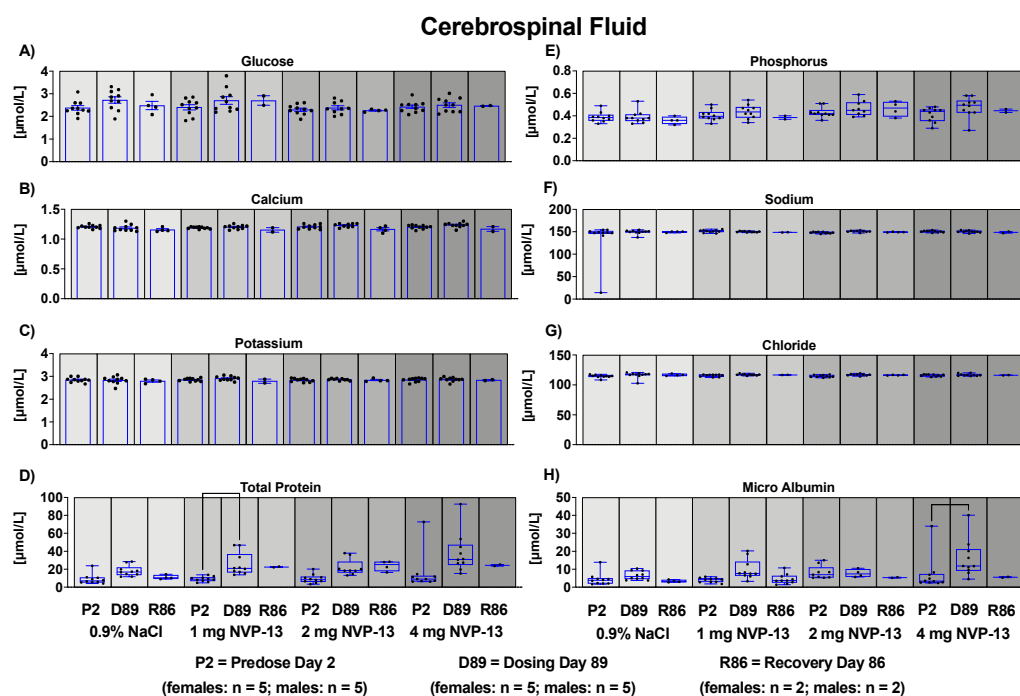 Cerebrospinal Fluid
A)
Glucose
[µmol/L]
4
3
2
1
0
B)
Calcium
[µmol/L]
1.5
1.0
0.5
0.0
C)
Potassium
[µmol/L]
4
3
2
1
0
D)
Total Protein
[µmol/L]
100
80
60
40
20
0
P2 D89 R86 P2 D89 R86 P2 D89 R86 P2 D89 R86
0.9% NaCl 1 mg NVP-13 2 mg NVP-13 4 mg NVP-13
E)
Phosphorus
[µmol/L]
0.8
0.6
0.4
0.2
0.0
F)
Sodium
[µmol/L]
200
150
100
50
0
G)
Chloride
[µmol/L]
150
100
50
0
H)
Micro Albumin
[µmol/L]
50
40
30
20
10
0
P2 D89 R86 P2 D89 R86 P2 D89 R86 P2 D89 R86
0.9% NaCl 1 mg NVP-13 2 mg NVP-13 4 mg NVP-13
P2 = Predose Day 2 D89 = Dosing Day 89 R86 = Recovery Day 86
(females: n = 5; males: n = 5) (females: n = 5; males: n = 5) (females: n = 2; males: n = 2)